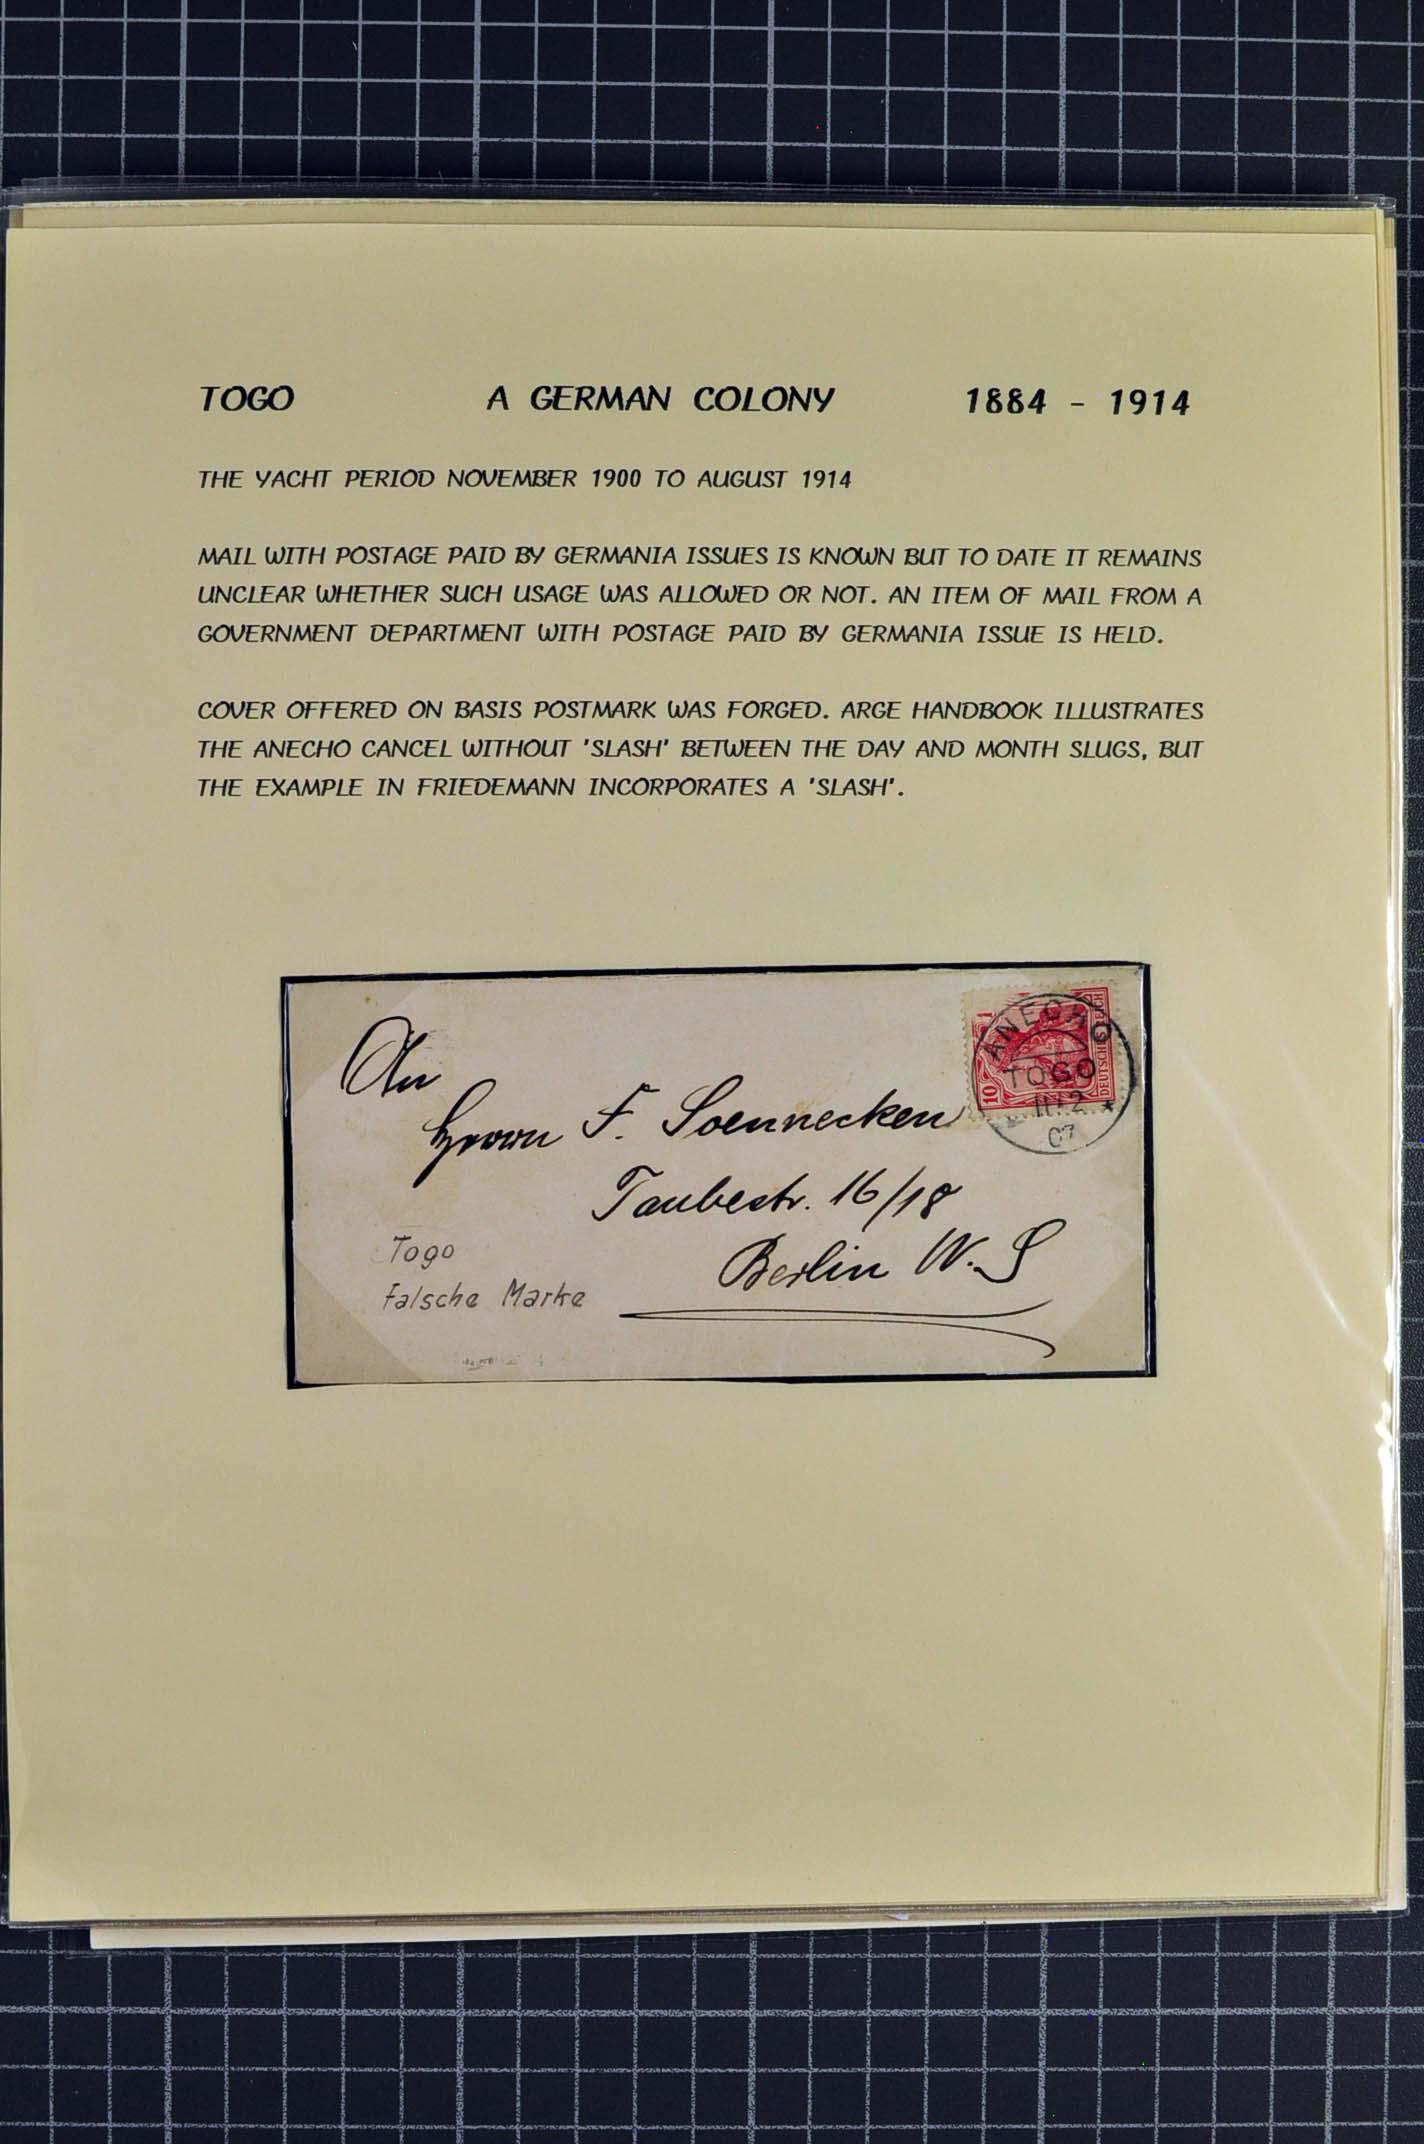 TOGO A GERMAN COLONY 1884 - 1914
THE YACHT PERIOD NOVEMBER 1900 TO AUGUST 1914
MAIL WITH POSTAGE PAID BY GERMANIA ISSUES IS KNOWN BUT TO DATE IT REMAINS
UNCLEAR WHETHER SUCH USAGE WAS ALLOWED OR NOT. AN ITEM OF MAIL FROM A
GOVERNMENT DEPARTMENT WITH POSTAGE PAID BY GERMANIA ISSUE IS HELD.
COVER OFFERED ON BASIS POSTMARK WAS FORGED. ARGE HANDBOOK ILLUSTRATES
THE ANECHO CANCEL WITHOUT 'SLASH' BETWEEN THE DAY AND MONTH SLUGS, BUT
THE EXAMPLE IN FRIEDEMANN INCORPORATES A 'SLASH'.
ANECHO
TOGO
07
10
DEUTSCHES REICH
An
Herrn F. Soennecken
Taubestr. 16/18
Berlin W. 8
Togo
Falsche Marke